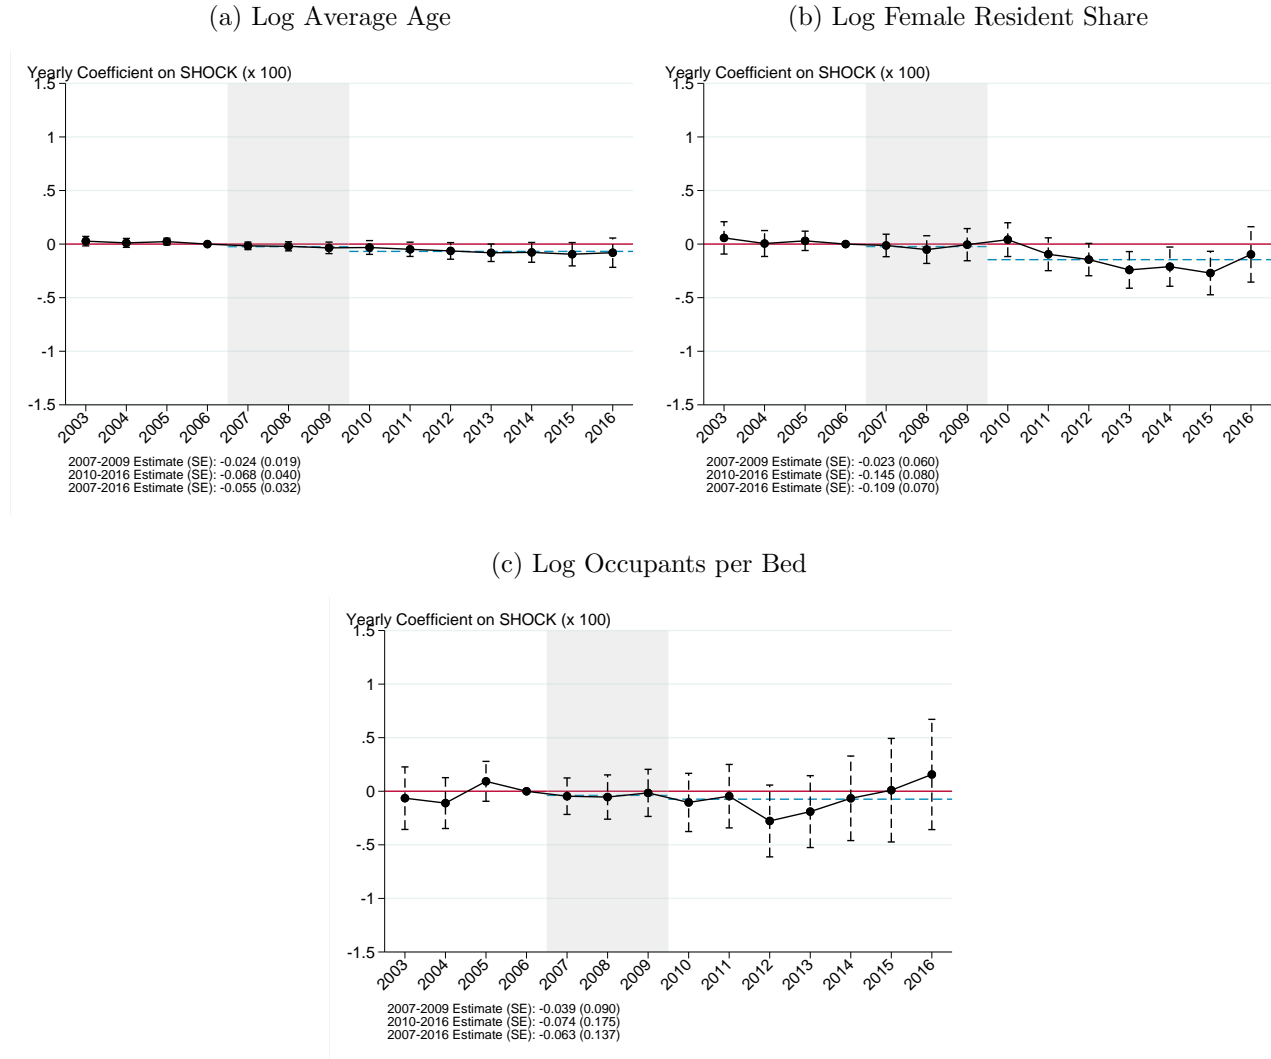 (a) Log Average Age
Yearly Coefficient on SHOCK (x 100)
1.5
1
.5
0
-.5
-1
-1.5
2003 2004 2005 2006 2007 2008 2009 2010 2011 2012 2013 2014 2015 2016
2007-2009 Estimate (SE): -0.024 (0.019)
2010-2016 Estimate (SE): -0.068 (0.040)
2007-2016 Estimate (SE): -0.055 (0.032)
(b) Log Female Resident Share
Yearly Coefficient on SHOCK (x 100)
1.5
1
.5
0
-.5
-1
-1.5
2003 2004 2005 2006 2007 2008 2009 2010 2011 2012 2013 2014 2015 2016
2007-2009 Estimate (SE): -0.023 (0.060)
2010-2016 Estimate (SE): -0.145 (0.080)
2007-2016 Estimate (SE): -0.109 (0.070)
(c) Log Occupants per Bed
Yearly Coefficient on SHOCK (x 100)
1.5
1
.5
0
-.5
-1
-1.5
2003 2004 2005 2006 2007 2008 2009 2010 2011 2012 2013 2014 2015 2016
2007-2009 Estimate (SE): -0.039 (0.090)
2010-2016 Estimate (SE): -0.074 (0.175)
2007-2016 Estimate (SE): -0.063 (0.137)